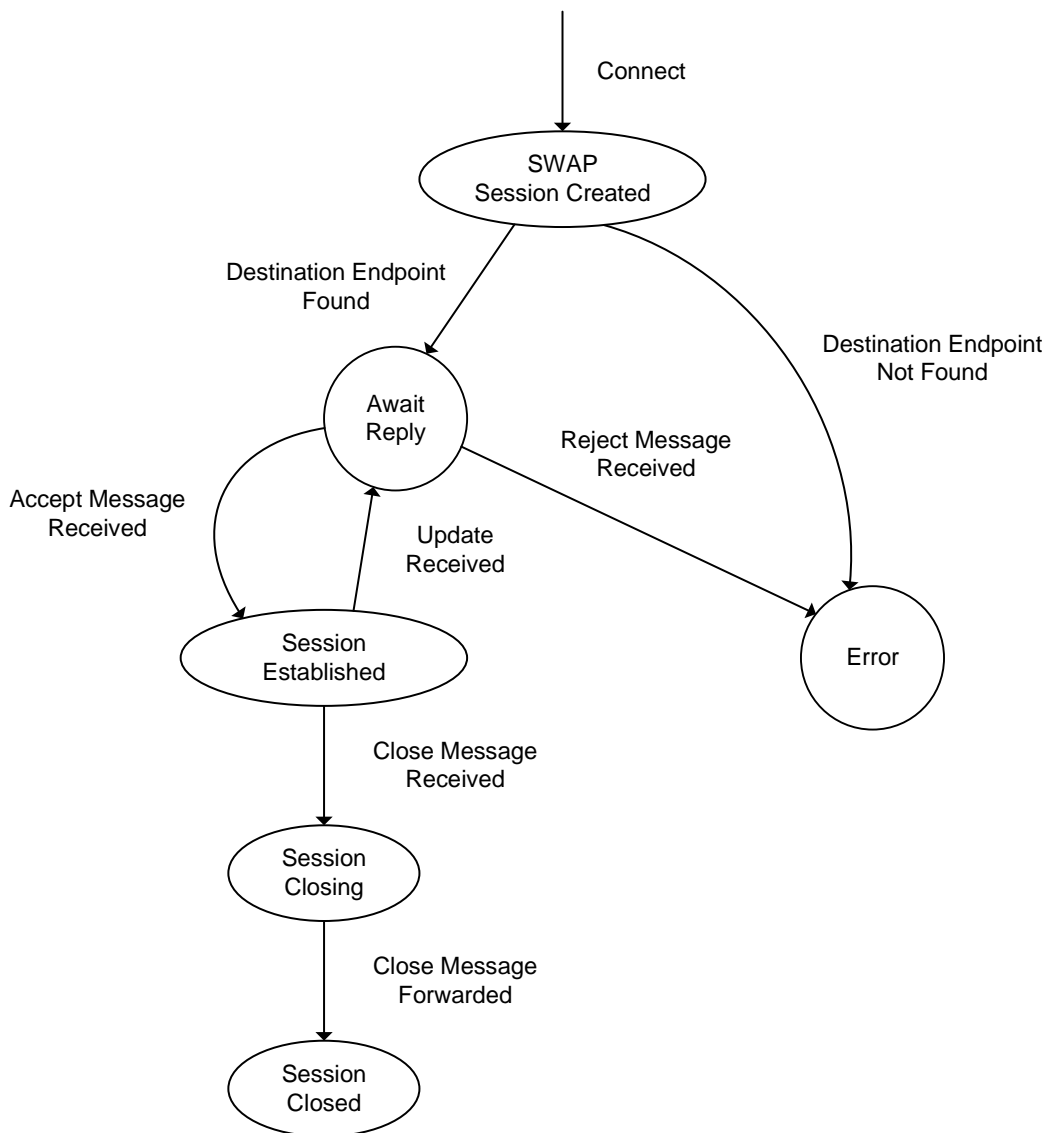 Connect
SWAP
Session Created
Destination Endpoint
Found
Destination Endpoint
Not Found
Await
Reply
Reject Message
Received
Accept Message
Received
Update
Received
Session
Established
Error
Close Message
Received
Session
Closing
Close Message
Forwarded
Session
Closed